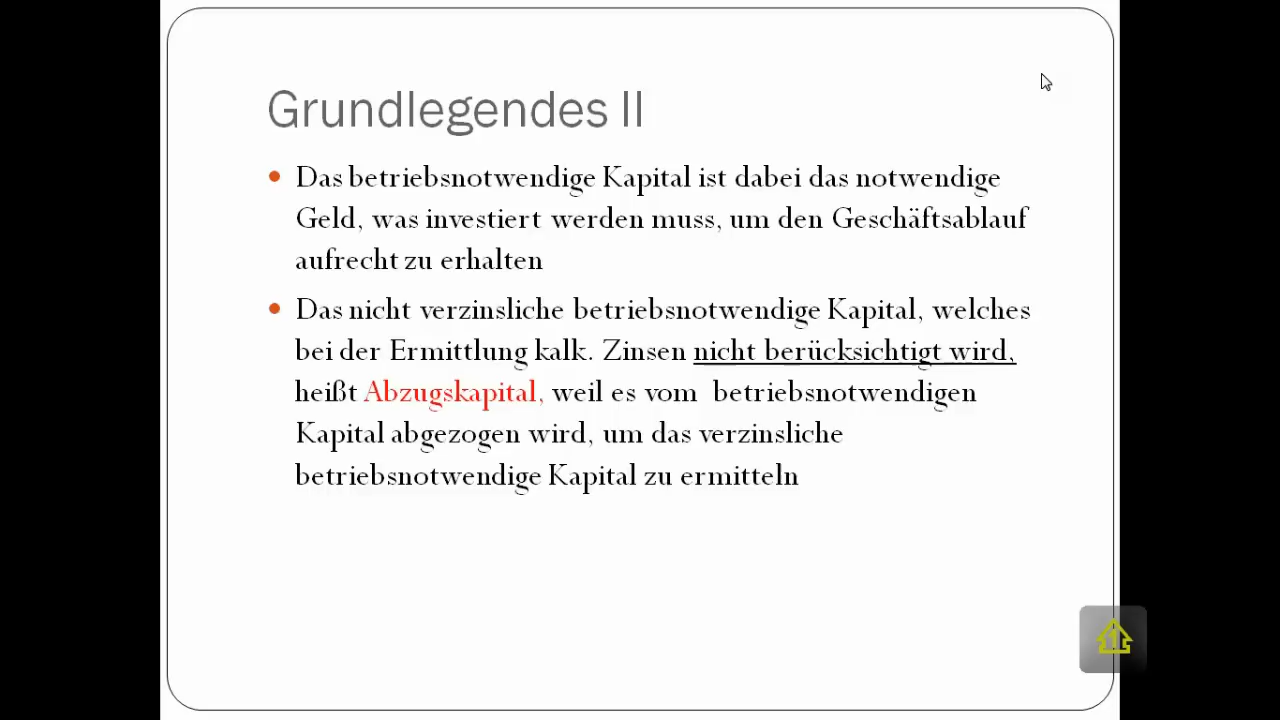 Grundlegendes II
• Das betriebsnotwendige Kapital ist dabei das notwendige
Geld, was investiert werden muss, um den Geschäftsablauf
aufrecht zu erhalten
• Das nicht verzinsliche betriebsnotwendige Kapital, welches
bei der Ermittlung kalk. Zinsen nicht berücksichtigt wird,
heißt Abzugskapital, weil es vom betriebsnotwendigen
Kapital abgezogen wird, um das verzinsliche
betriebsnotwendige Kapital zu ermitteln
1